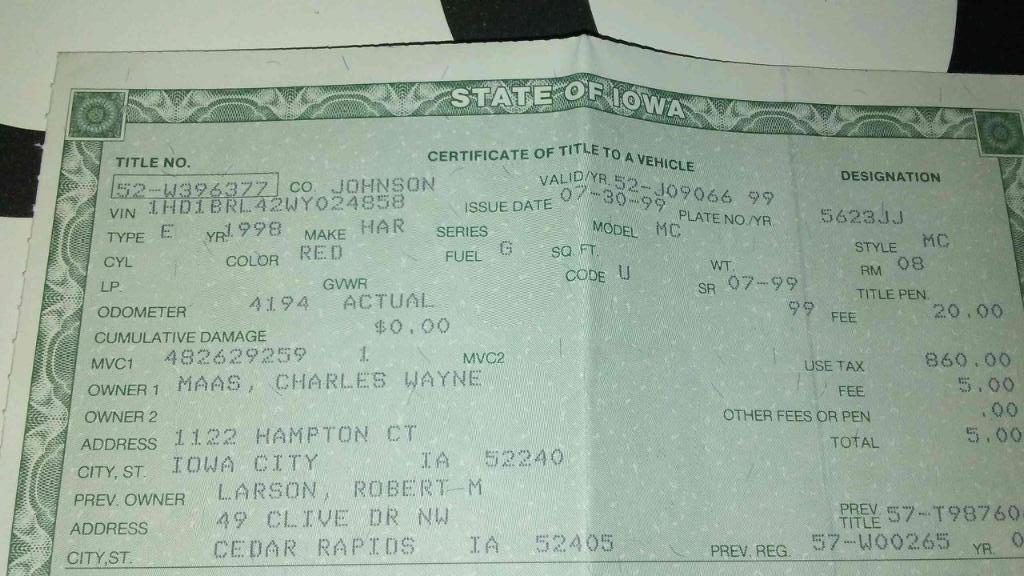 STATE OF IOWA
CERTIFICATE OF TITLE TO A VEHICLE
TITLE NO. DESIGNATION
52-W396377 CO. JOHNSON VALID/YR. 52-J09066 99
VIN 1HD1BRL42WY024858 ISSUE DATE 07-30-99 PLATE NO./YR 5623JJ
TYPE E YR. 1998 MAKE HAR SERIES MODEL MC STYLE MC
CYL COLOR RED FUEL G SQ. FT. WT. RM 08
LP. GVWR CODE U SR 07-99 TITLE PEN.
ODOMETER 4194 ACTUAL 99 FEE 20.00
CUMULATIVE DAMAGE $0.00
MVC1 482629259 1 MVC2 USE TAX 860.00
OWNER 1 MAAS, CHARLES WAYNE FEE 5.00
OWNER 2 OTHER FEES OR PEN .00
ADDRESS 1122 HAMPTON CT TOTAL 5.00
CITY, ST. IOWA CITY IA 52240
PREV. OWNER LARSON, ROBERT M
ADDRESS 49 CLIVE DR NW PREV TITLE 57-T98760
CITY,ST. CEDAR RAPIDS IA 52405 PREV. REG. 57-W00265 YR. 0